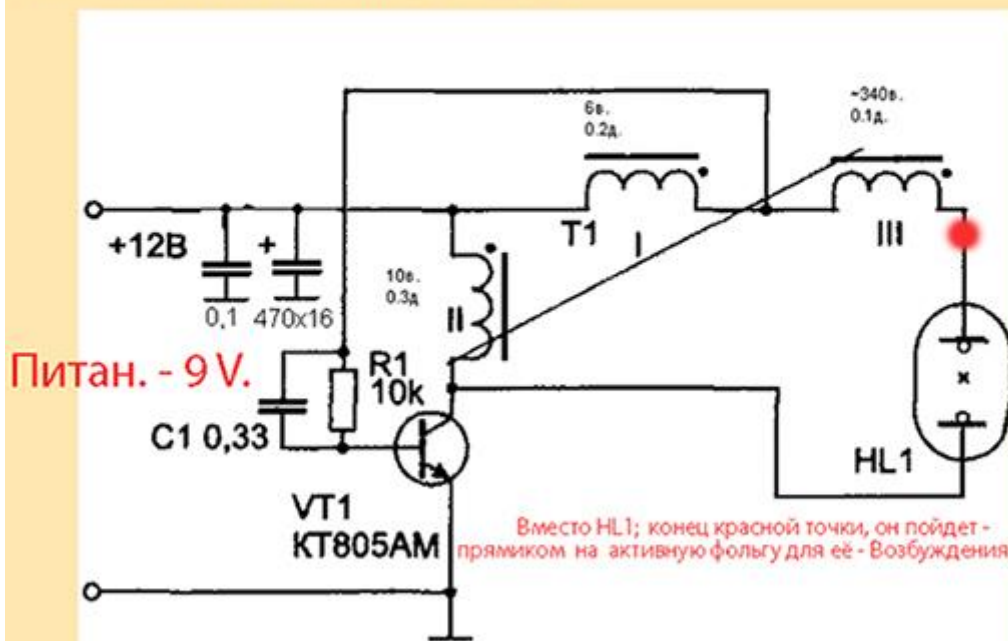 ~340в.
0.1д.
6в.
0.2д.
T1
I
III
+12В
+
10в.
0.3д
II
0,1
470х16
Питан. - 9 V.
R1
10k
C1 0,33
HL1
VT1
КТ805АМ
Вместо HL1; конец красной точки, он пойдет -
прямиком на активную фольгу для её - Возбуждения